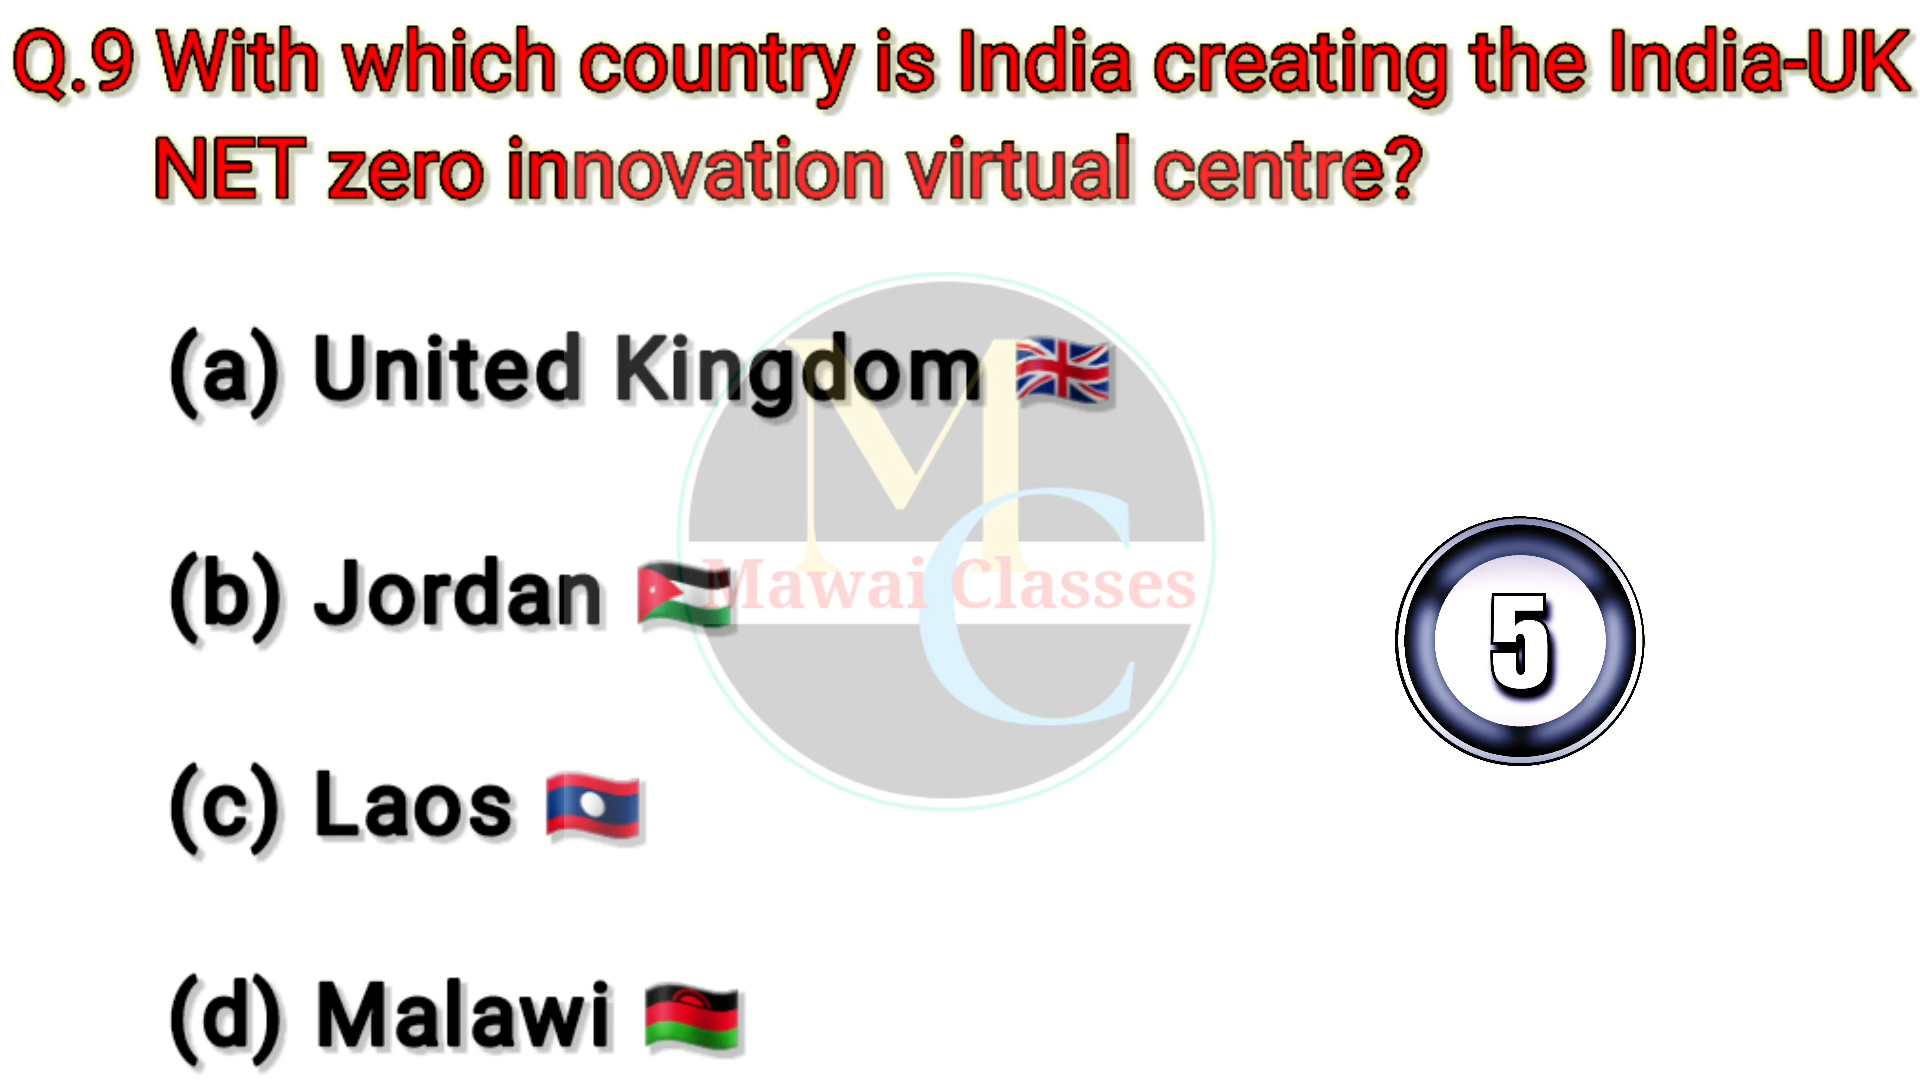 Q.9 With which country is India creating the India-UK
NET zero innovation virtual centre?
(a) United Kingdom 🇬🇧
(b) Jordan 🇯🇴
(c) Laos 🇱🇦
(d) Malawi 🇲🇼
MC
Mawai Classes
5